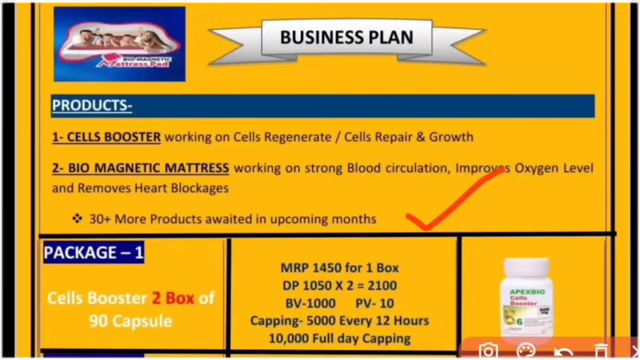 BUSINESS PLAN
BIO MAGNETIC
Mattress Pad
PRODUCTS-
1- CELLS BOOSTER working on Cells Regenerate / Cells Repair & Growth
2- BIO MAGNETIC MATTRESS working on strong Blood circulation, Improves Oxygen Level
and Removes Heart Blockages
❖ 30+ More Products awaited in upcoming months
PACKAGE – 1
Cells Booster 2 Box of
90 Capsule
MRP 1450 for 1 Box
DP 1050 X 2 = 2100
BV-1000 PV- 10
Capping- 5000 Every 12 Hours
10,000 Full day Capping
APEXBIO
Cells
Booster